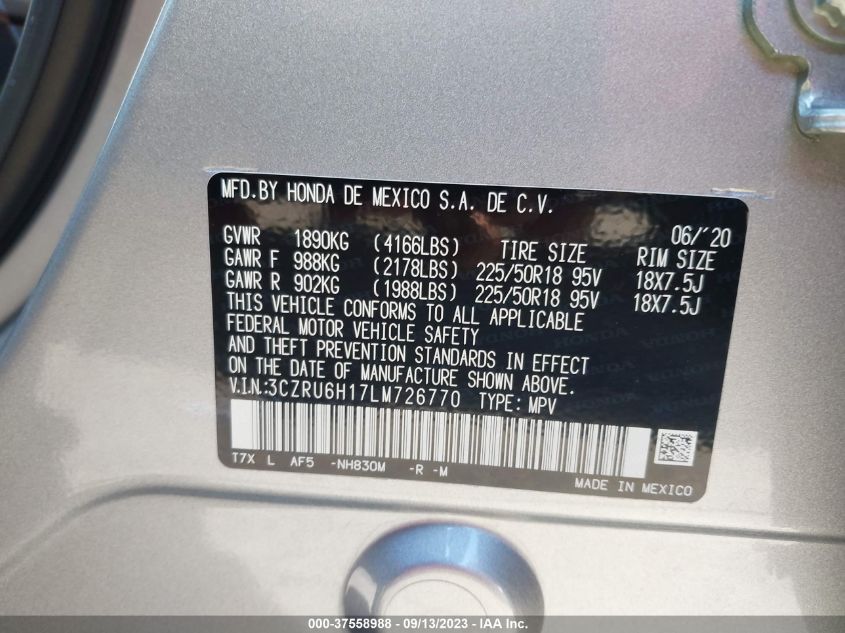 MFD.BY HONDA DE MEXICO S.A. DE C.V.
06/'20
GVWR 1890KG (4166LBS) TIRE SIZE RIM SIZE
GAWR F 988KG (2178LBS) 225/50R18 95V 18X7.5J
GAWR R 902KG (1988LBS) 225/50R18 95V 18X7.5J
THIS VEHICLE CONFORMS TO ALL APPLICABLE
FEDERAL MOTOR VEHICLE SAFETY
AND THEFT PREVENTION STANDARDS IN EFFECT
ON THE DATE OF MANUFACTURE SHOWN ABOVE.
V.I.N.:3CZRU6H17LM726770 TYPE: MPV
T7X L AF5 -NH830M -R -M
MADE IN MEXICO
000-37558988 - 09/13/2023 - IAA Inc.